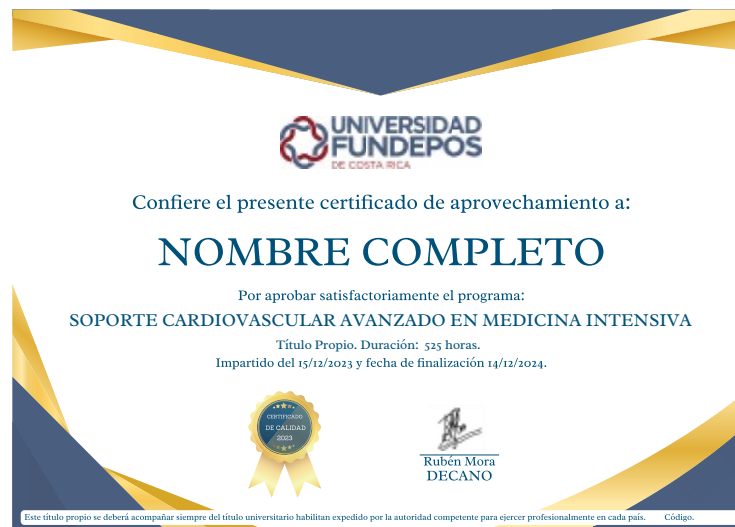 UNIVERSIDAD
FUNDEPOS
DE COSTA RICA
Confiere el presente certificado de aprovechamiento a:
NOMBRE COMPLETO
Por aprobar satisfactoriamente el programa:
SOPORTE CARDIOVASCULAR AVANZADO EN MEDICINA INTENSIVA
Título Propio. Duración: 525 horas.
Impartido del 15/12/2023 y fecha de finalización 14/12/2024.
CERTIFICADO
DE CALIDAD
2023
Rubén Mora
DECANO
Este título propio se deberá acompañar siempre del título universitario habilitan expedido por la autoridad competente para ejercer profesionalmente en cada país. Código.